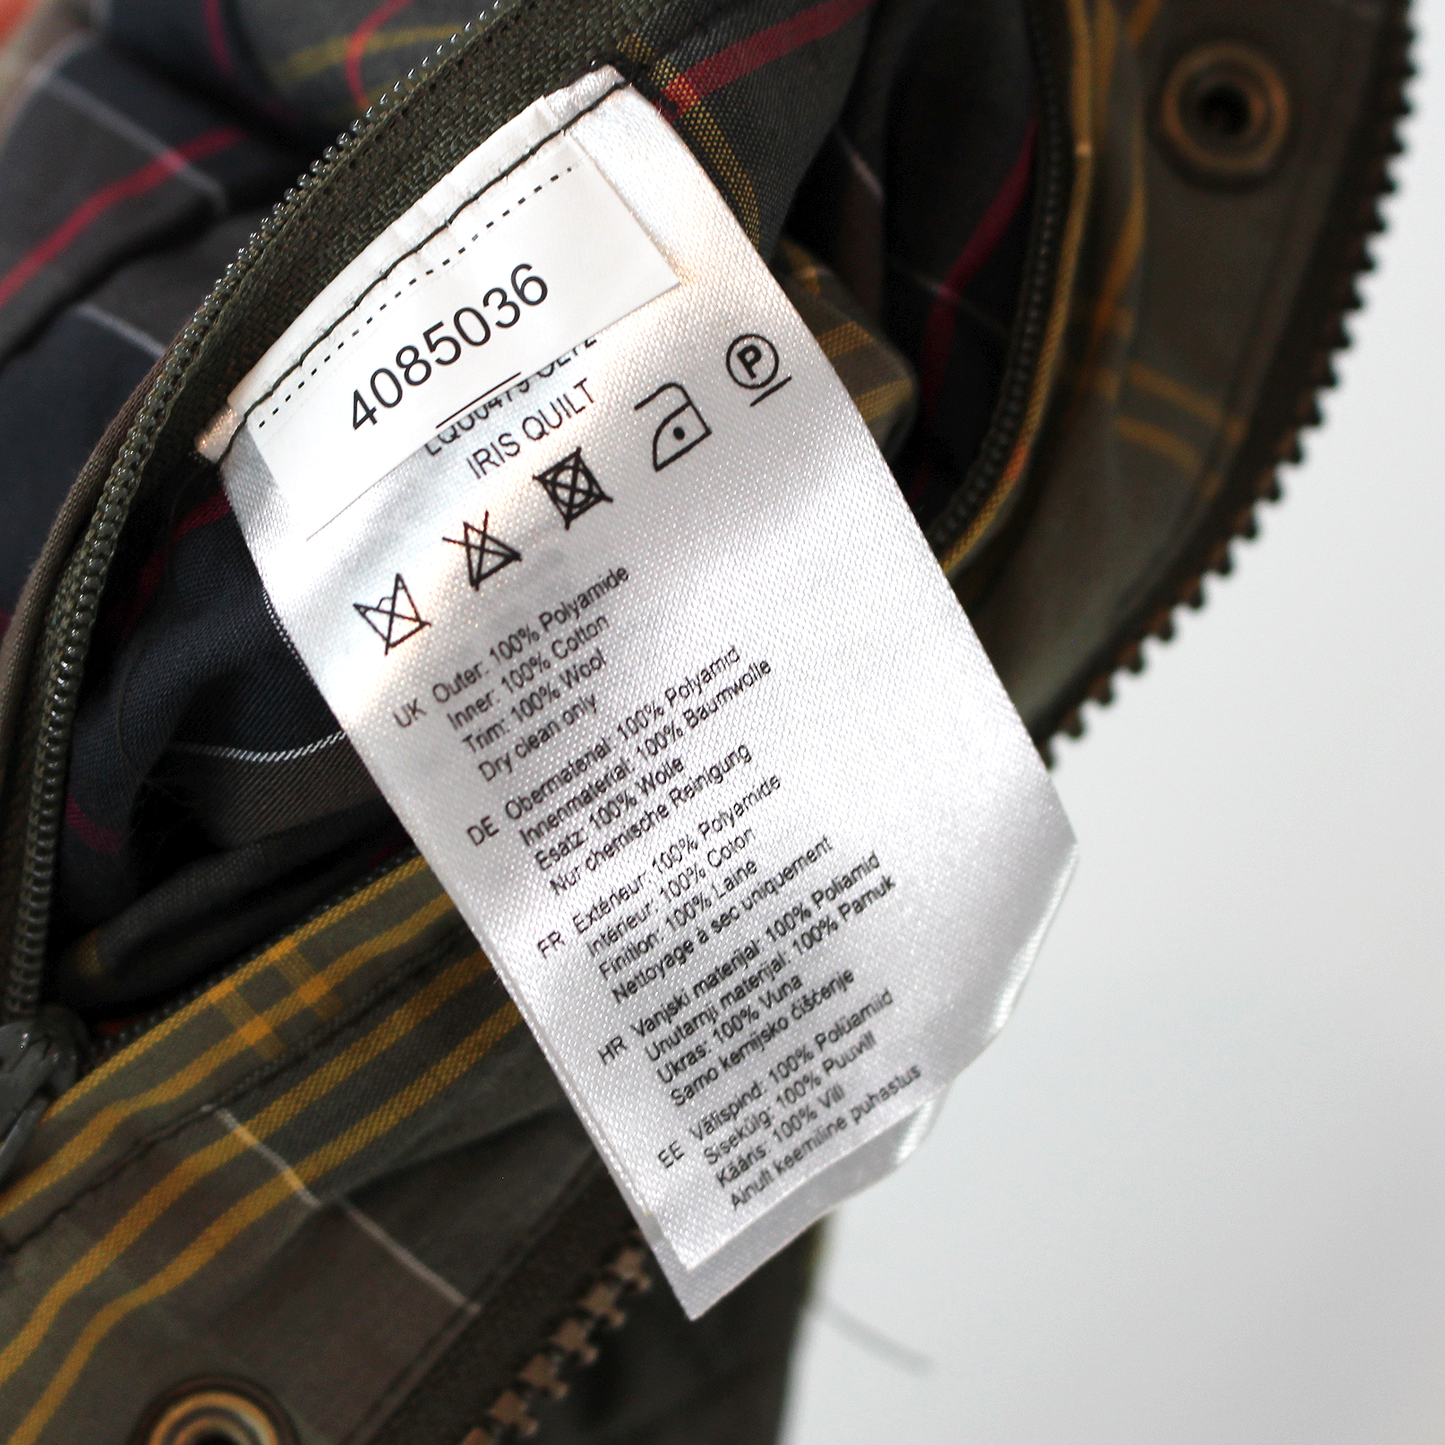 4085036
IRIS QUILT
P
UK Outer: 100% Polyamide
Inner: 100% Cotton
Trim: 100% Wool
Dry clean only
DE Obermaterial: 100% Polyamid
Innenmaterial: 100% Baumwolle
Esatz: 100% Wolle
Nur chemische Reinigung
FR Extérieur: 100% Polyamide
Intérieur: 100% Coton
Finition: 100% Laine
Nettoyage à sec uniquement
HR Vanjski materijal: 100% Poliamid
Unutarnji materijal: 100% Pamuk
Ukras: 100% Vuna
Samo kemijsko čišćenje
EE Välispind: 100% Polüamiid
Sisekülg: 100% Puuvill
Kääris: 100% Vill
Ainult keemiline puhastus